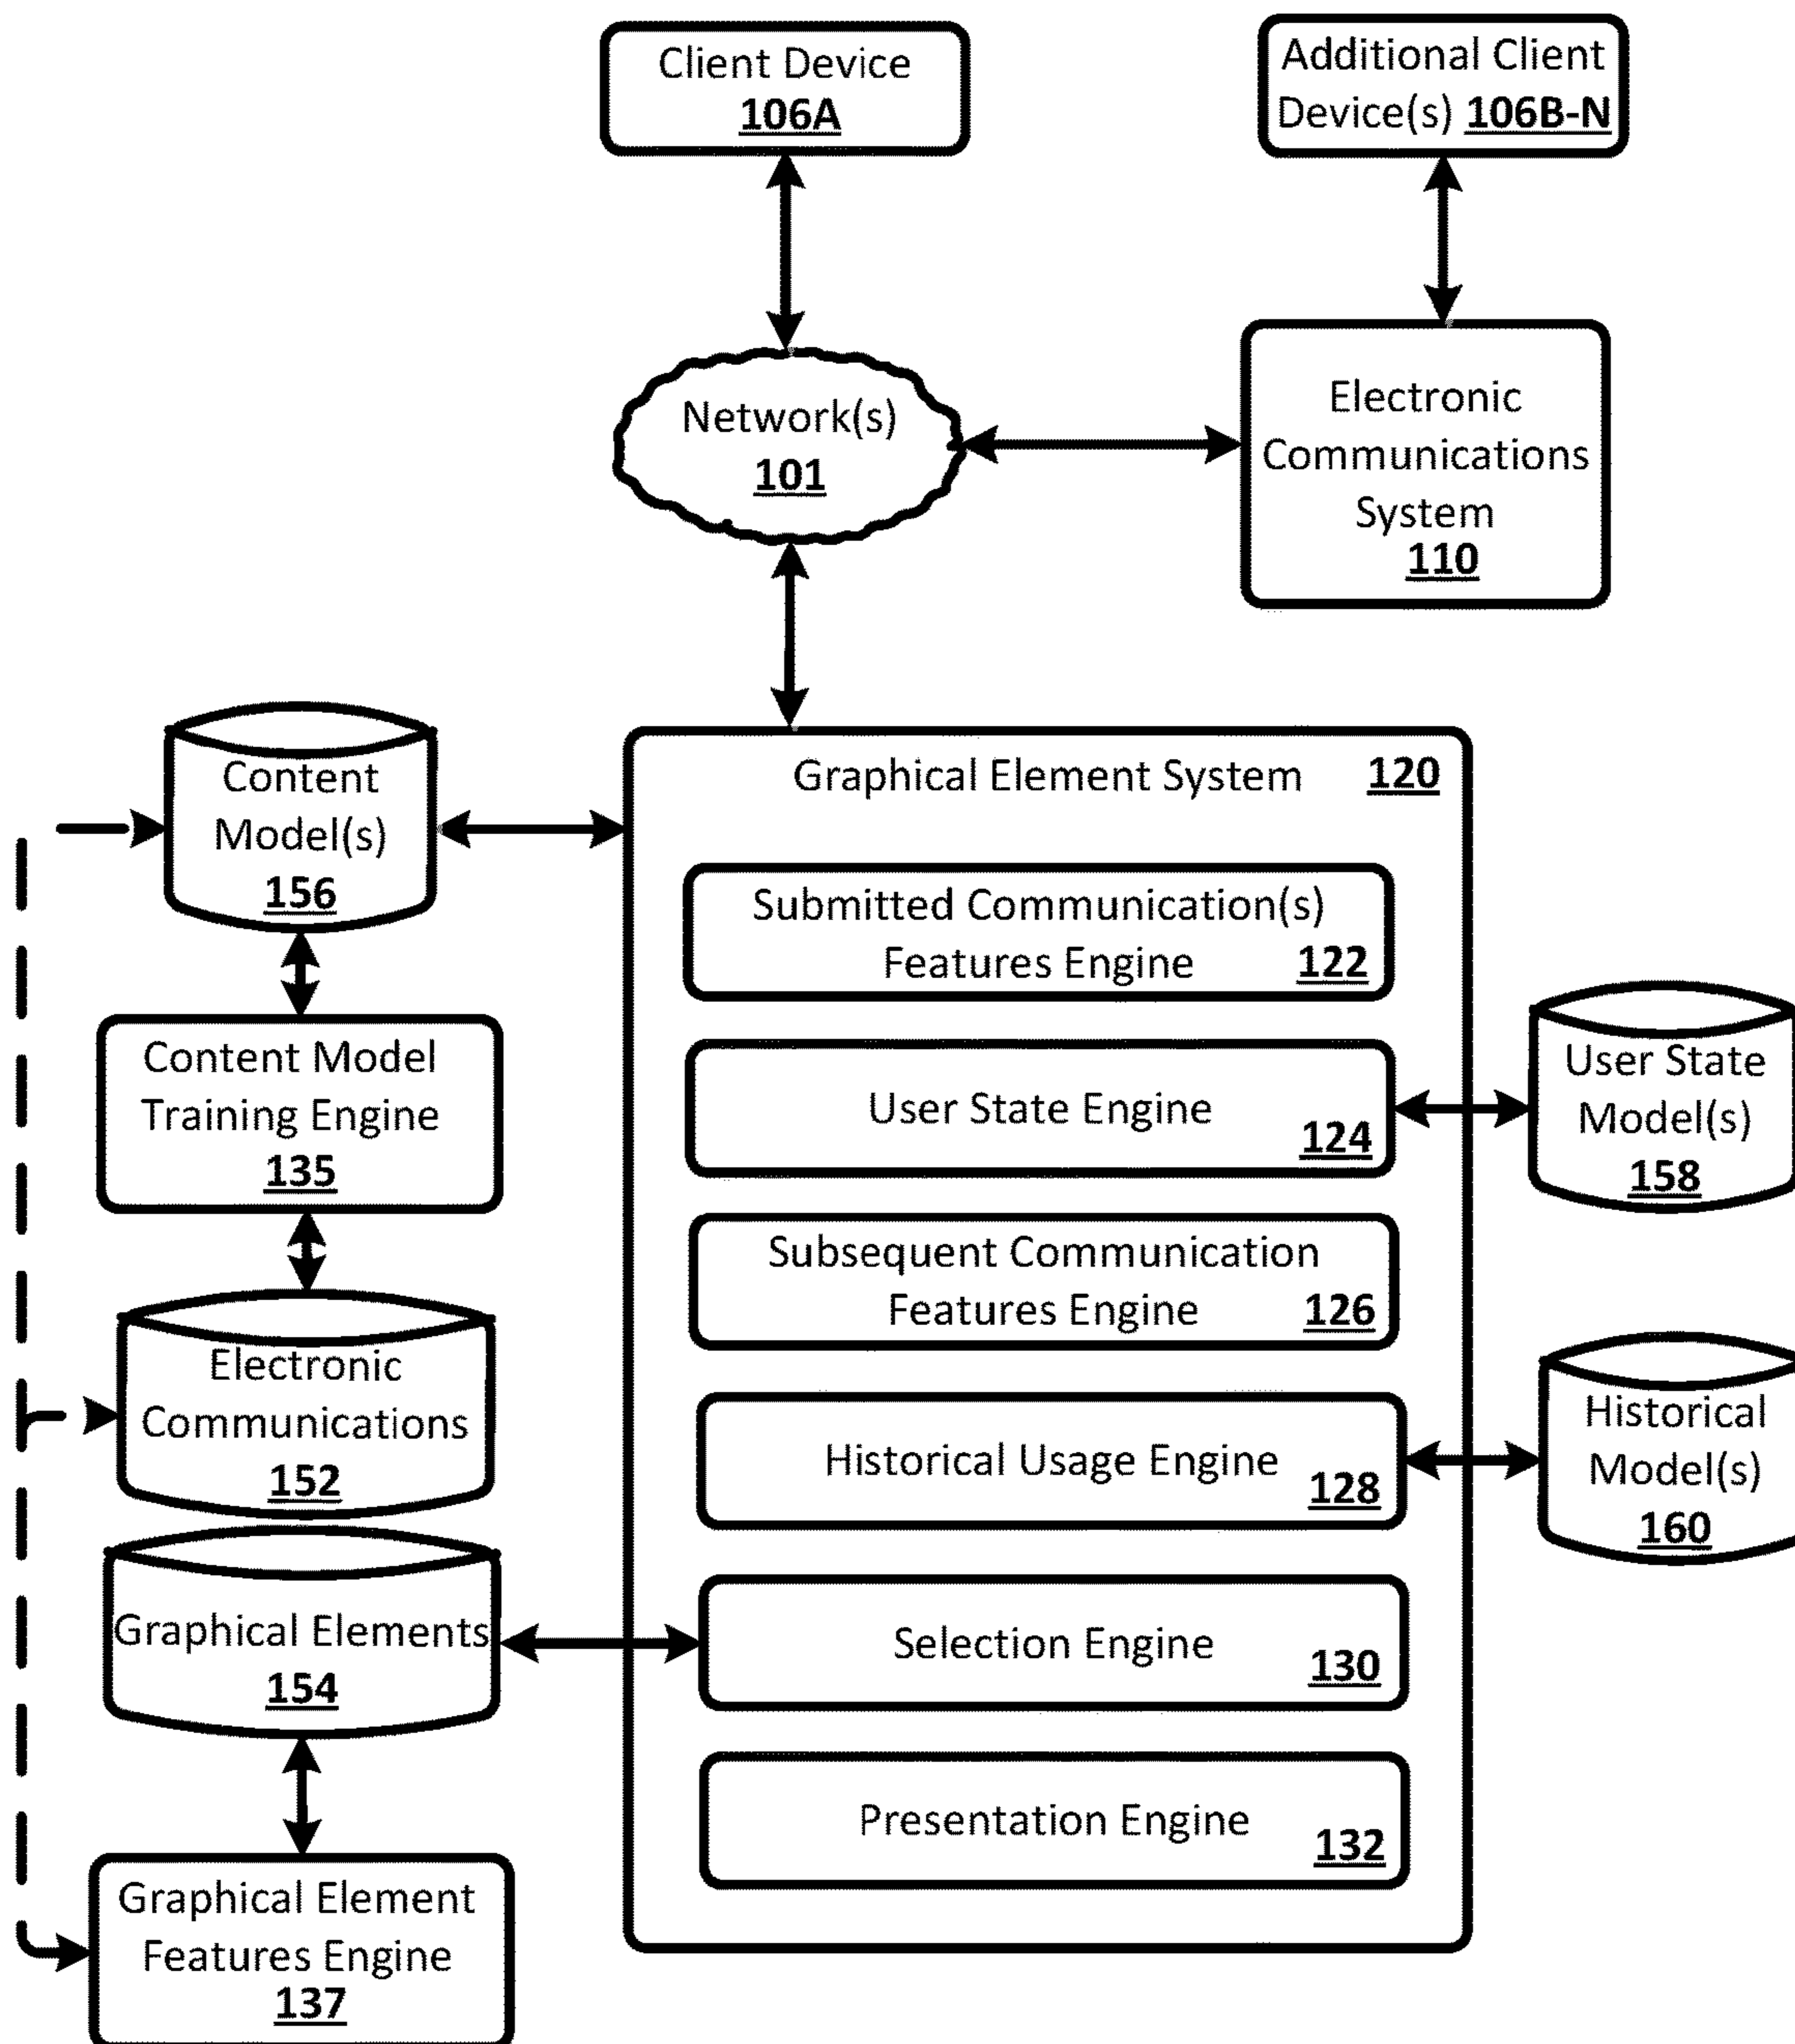 Client Device
106A
Additional Client
Device(s) 106B-N
Network(s)
101
Electronic
Communications
System
110
Content
Model(s)
156
Graphical Element System 120
Submitted Communication(s)
Features Engine 122
Content Model
Training Engine
135
User State Engine 124
User State
Model(s)
158
Subsequent Communication
Features Engine 126
Electronic
Communications
152
Historical Usage Engine 128
Historical
Model(s)
160
Graphical Elements
154
Selection Engine 130
Presentation Engine 132
Graphical Element
Features Engine
137